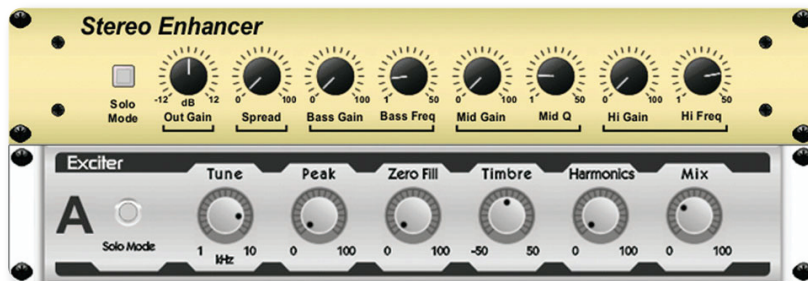 Stereo Enhancer
Solo Mode
-12 dB 12 0 100 0 100 1 50 0 100 1 50 0 100 1 50
Out Gain Spread Bass Gain Bass Freq Mid Gain Mid Q Hi Gain Hi Freq
Exciter
Tune Peak Zero Fill Timbre Harmonics Mix
A
Solo Mode
1 kHz 10 0 100 0 100 -50 50 0 100 0 100